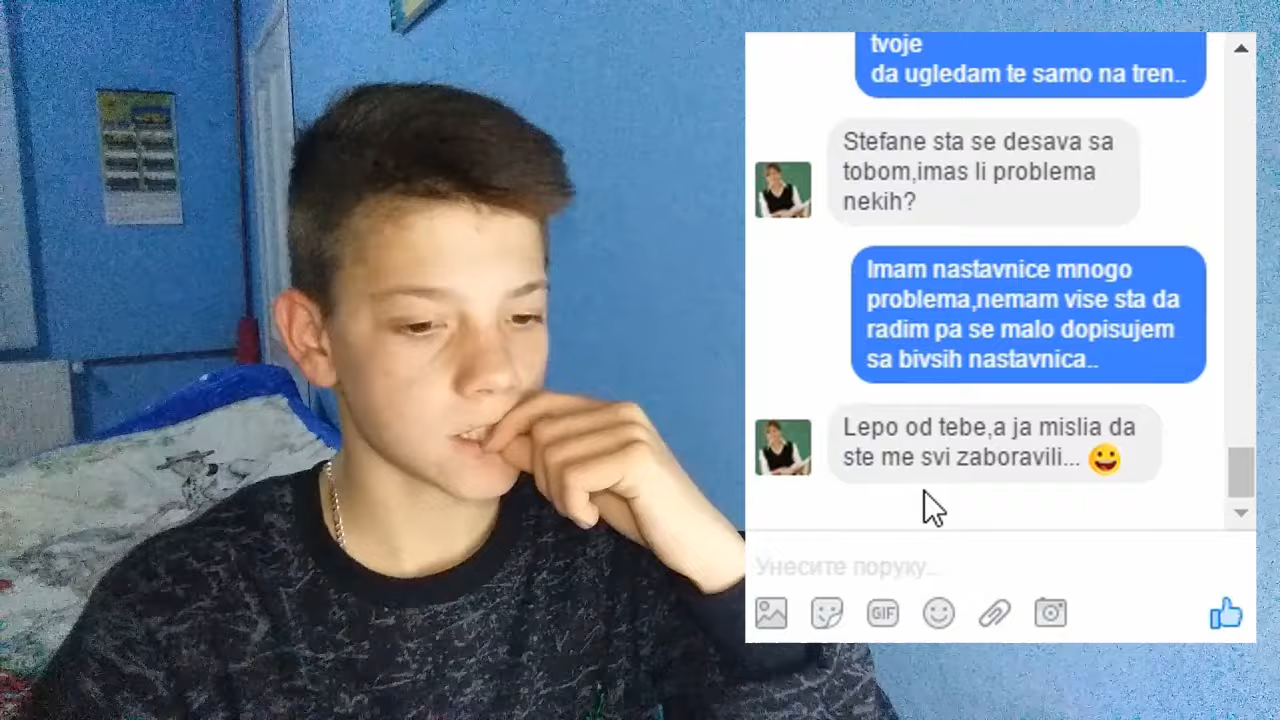 tvoje
da ugledam te samo na tren..
Stefane sta se desava sa
tobom,imas li problema
nekih?
Imam nastavnice mnogo
problema,nemam vise sta da
radim pa se malo dopisujem
sa bivsih nastavnica..
Lepo od tebe,a ja mislia da
ste me svi zaboravili... 😀
Унесите поруку...
GIF